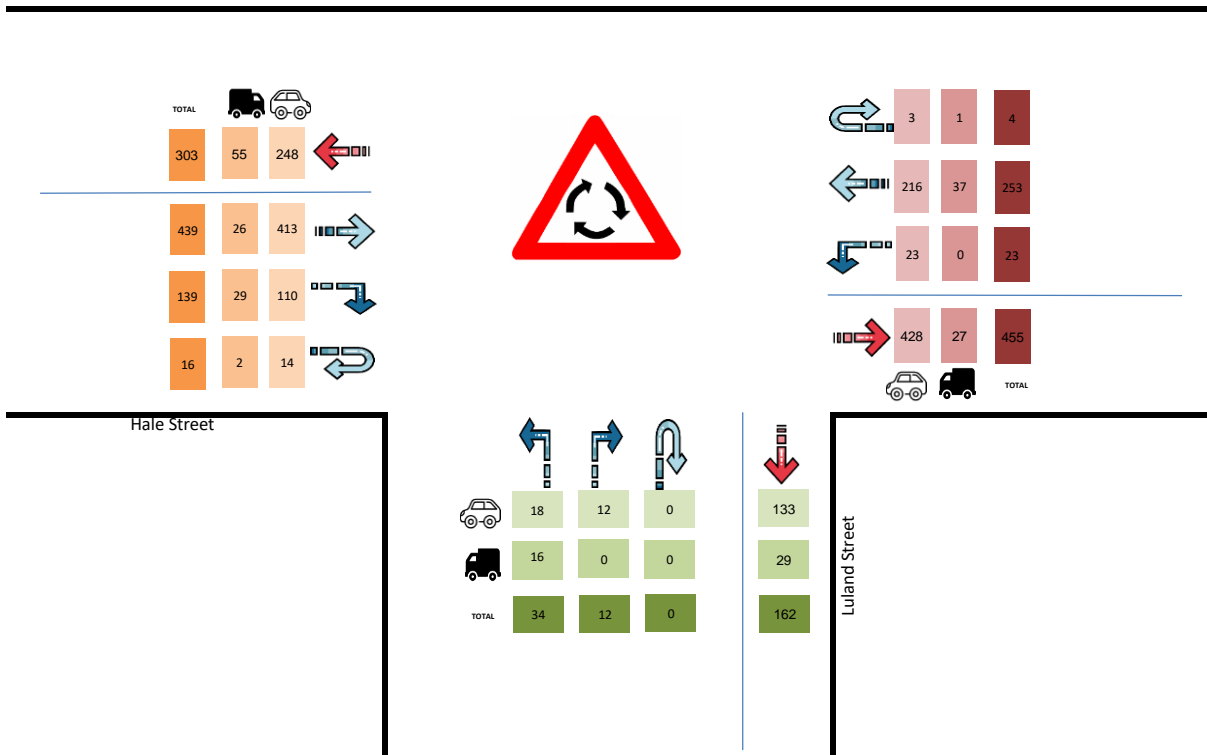 TOTAL
303 55 248
439 26 413
139 29 110
16 2 14
3 1 4
216 37 253
23 0 23
428 27 455
TOTAL
Hale Street
18 12 0 133
16 0 0 29
TOTAL 34 12 0 162
Luland Street